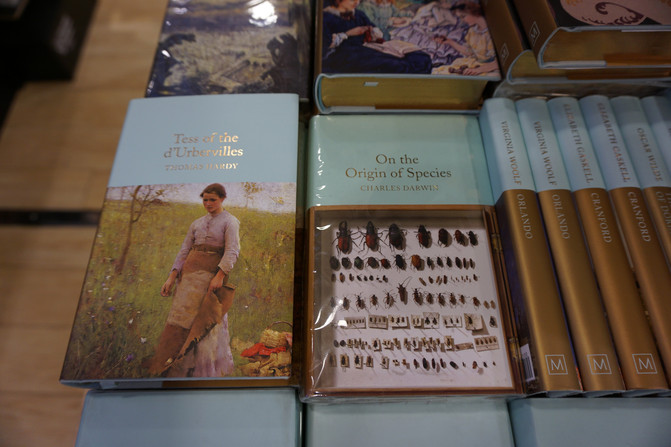 Tess of the
d'Urbervilles
THOMAS HARDY
On the
Origin of Species
CHARLES DARWIN
VIRGINIA WOOLF
ORLANDO
M
VIRGINIA WOOLF
ORLANDO
M
ELIZABETH GASKELL
CRANFORD
M
ELIZABETH GASKELL
CRANFORD
OSCAR WILDE
M